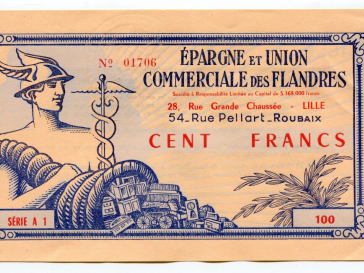 Nº 01706
ÉPARGNE ET UNION
COMMERCIALE DES FLANDRES
Société à Responsabilité Limitée au Capital de 5.168.000 francs
28, Rue Grande Chaussée - LILLE
54_Rue Pellart_ROUBAIX
CENT FRANCS
SÉRIE A 1
100